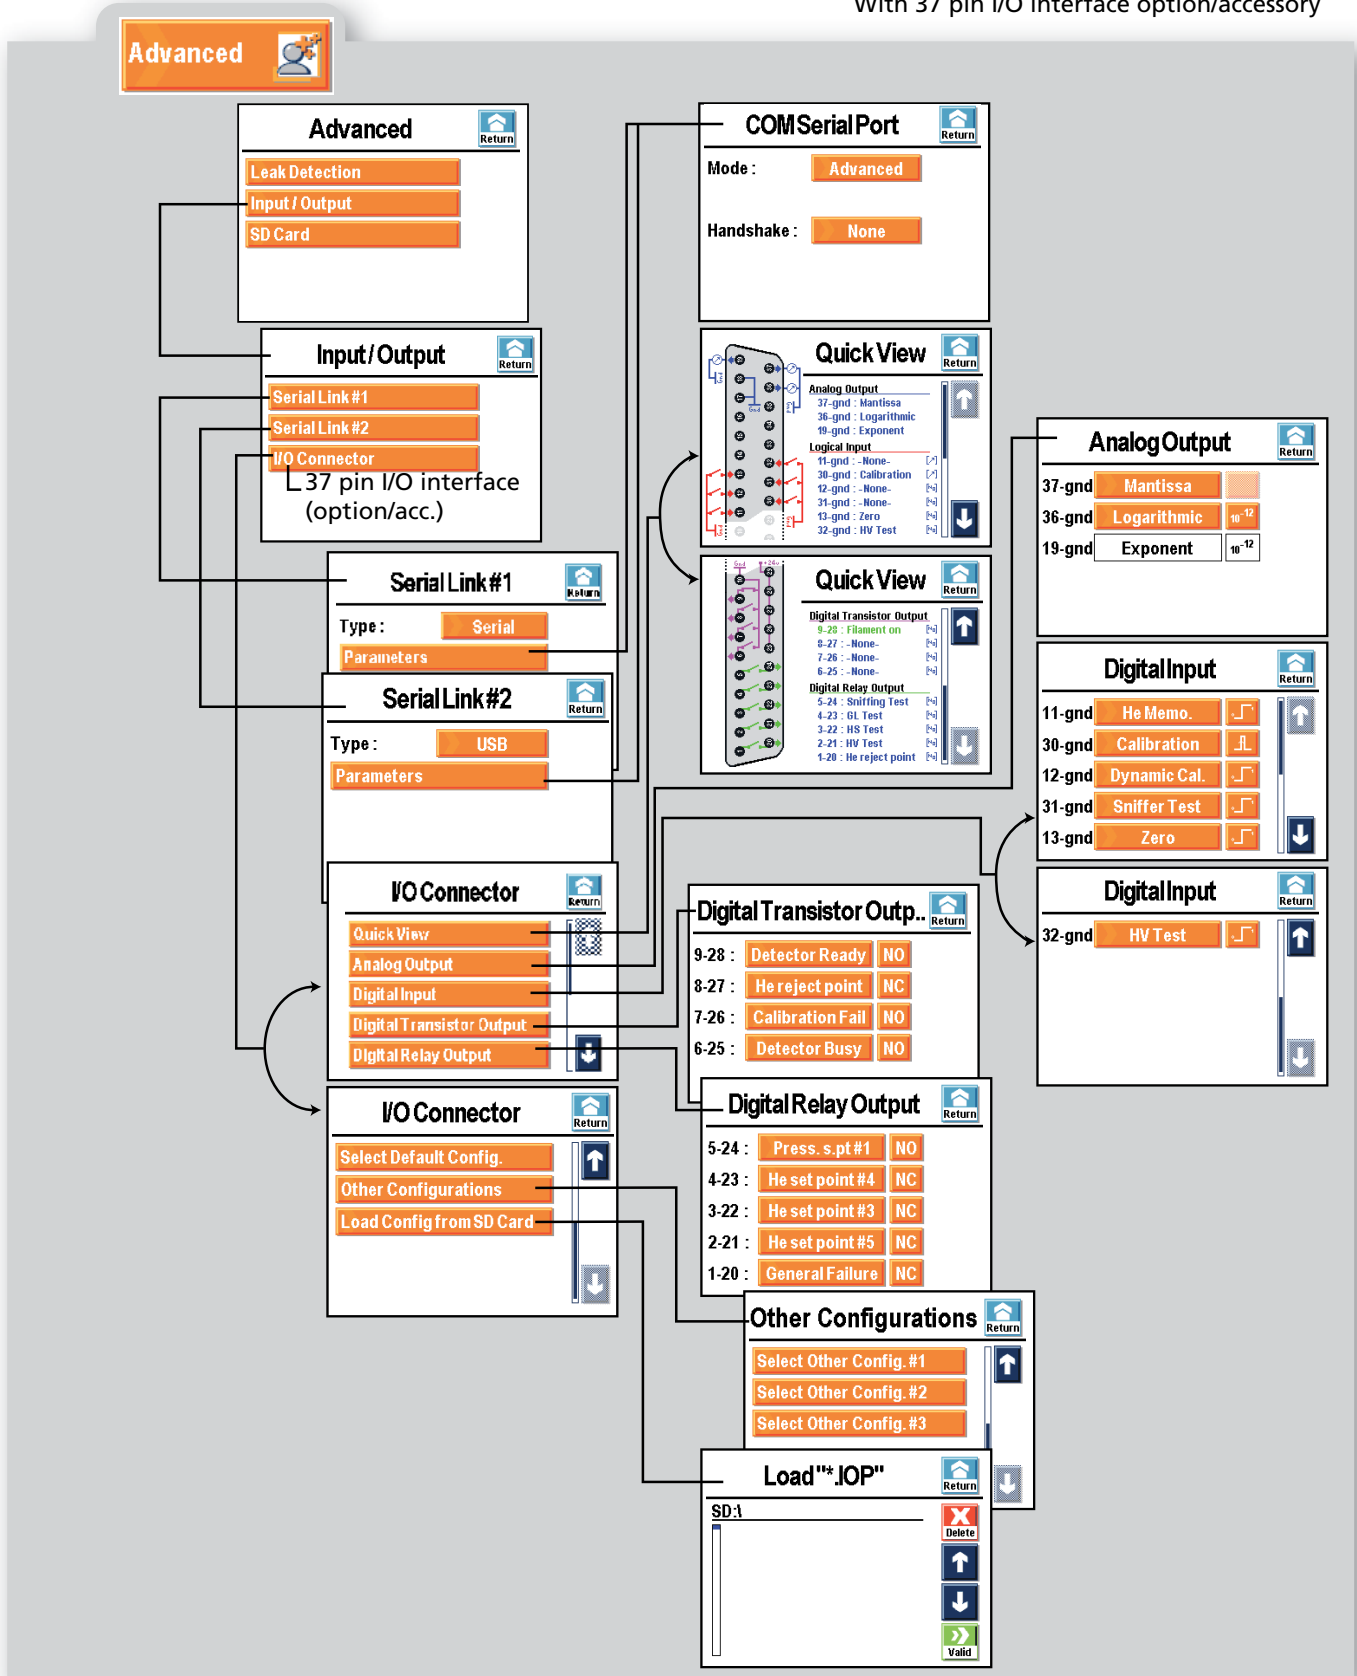 With 37 pin I/O interface option/accessory
Advanced
Advanced
Return
Leak Detection
Input / Output
SD Card
Input / Output
Return
Serial Link #1
Serial Link #2
I/O Connector
37 pin I/O interface
(option/acc.)
Serial Link #1
Return
Type : Serial
Parameters
Serial Link #2
Return
Type : USB
Parameters
I/O Connector
Return
Quick View
Analog Output
Digital Input
Digital Transistor Output
Digital Relay Output
I/O Connector
Return
Select Default Config.
Other Configurations
Load Config from SD Card
COM Serial Port
Return
Mode : Advanced
Handshake : None
Quick View
Return
Analog Output
37-gnd : Mantissa
36-gnd : Logarithmic
19-gnd : Exponent
Logical Input
11-gnd : -None-
30-gnd : Calibration
12-gnd : -None-
31-gnd : -None-
13-gnd : Zero
32-gnd : HV Test
Quick View
Return
Digital Transistor Output
9-28 : Filament on
8-27 : -None-
7-26 : -None-
6-25 : -None-
Digital Relay Output
5-24 : Sniffing Test
4-23 : GL Test
3-22 : HS Test
2-21 : HV Test
1-20 : He reject point
Analog Output
Return
37-gnd Mantissa
36-gnd Logarithmic 10-12
19-gnd Exponent 10-12
Digital Input
Return
11-gnd He Memo.
30-gnd Calibration
12-gnd Dynamic Cal.
31-gnd Sniffer Test
13-gnd Zero
Digital Input
Return
32-gnd HV Test
Digital Transistor Outp..
Return
9-28 : Detector Ready NO
8-27 : He reject point NC
7-26 : Calibration Fail NO
6-25 : Detector Busy NO
Digital Relay Output
Return
5-24 : Press. s.pt #1 NO
4-23 : He set point #4 NC
3-22 : He set point #3 NC
2-21 : He set point #5 NC
1-20 : General Failure NC
Other Configurations
Return
Select Other Config. #1
Select Other Config. #2
Select Other Config. #3
Load "*.IOP"
Return
SD:\
Delete
Valid